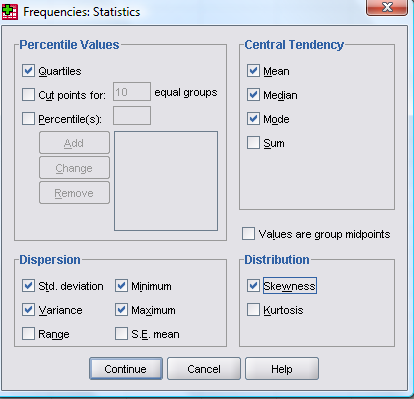 Frequencies: Statistics
Percentile Values
Quartiles
Cut points for: 10 equal groups
Percentile(s):
Add
Change
Remove
Central Tendency
Mean
Median
Mode
Sum
Values are group midpoints
Dispersion
Std. deviation
Minimum
Variance
Maximum
Range
S.E. mean
Distribution
Skewness
Kurtosis
Continue
Cancel
Help